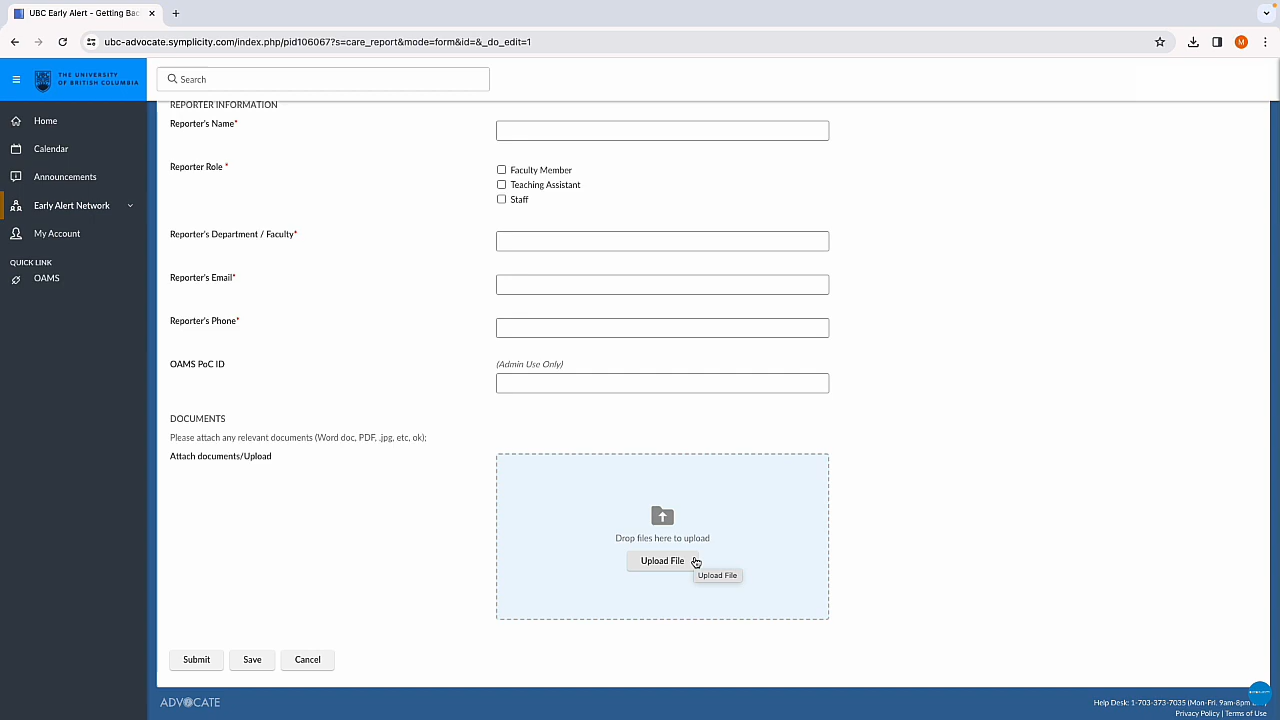 UBC Early Alert - Getting Bac
ubc-advocate.symplicity.com/index.php/pid106067?s=care_report&mode=form&id=&_do_edit=1
M
THE UNIVERSITY
OF BRITISH COLUMBIA
Search
Home
Calendar
Announcements
Early Alert Network
My Account
QUICK LINK
OAMS
REPORTER INFORMATION
Reporter's Name*
Reporter Role *
Faculty Member
Teaching Assistant
Staff
Reporter's Department / Faculty*
Reporter's Email*
Reporter's Phone*
OAMS PoC ID
(Admin Use Only)
DOCUMENTS
Please attach any relevant documents (Word doc, PDF, .jpg, etc, ok);
Attach documents/Upload
Drop files here to upload
Upload File
Upload File
Submit
Save
Cancel
ADVOCATE
Help Desk: 1-703-373-7035 (Mon-Fri. 9am-8pm
Privacy Policy | Terms of Use